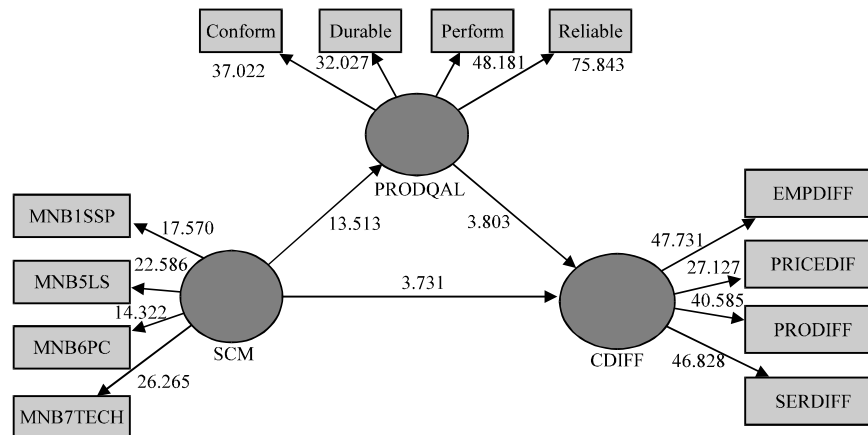 Conform
Durable
Perform
Reliable
37.022
32.027
48.181
75.843
PRODQAL
MNB1SSP
17.570
MNB5LS
22.586
MNB6PC
14.322
MNB7TECH
26.265
SCM
13.513
3.803
3.731
CDIFF
EMPDIFF
47.731
PRICEDIF
27.127
PRODIFF
40.585
SERDIFF
46.828